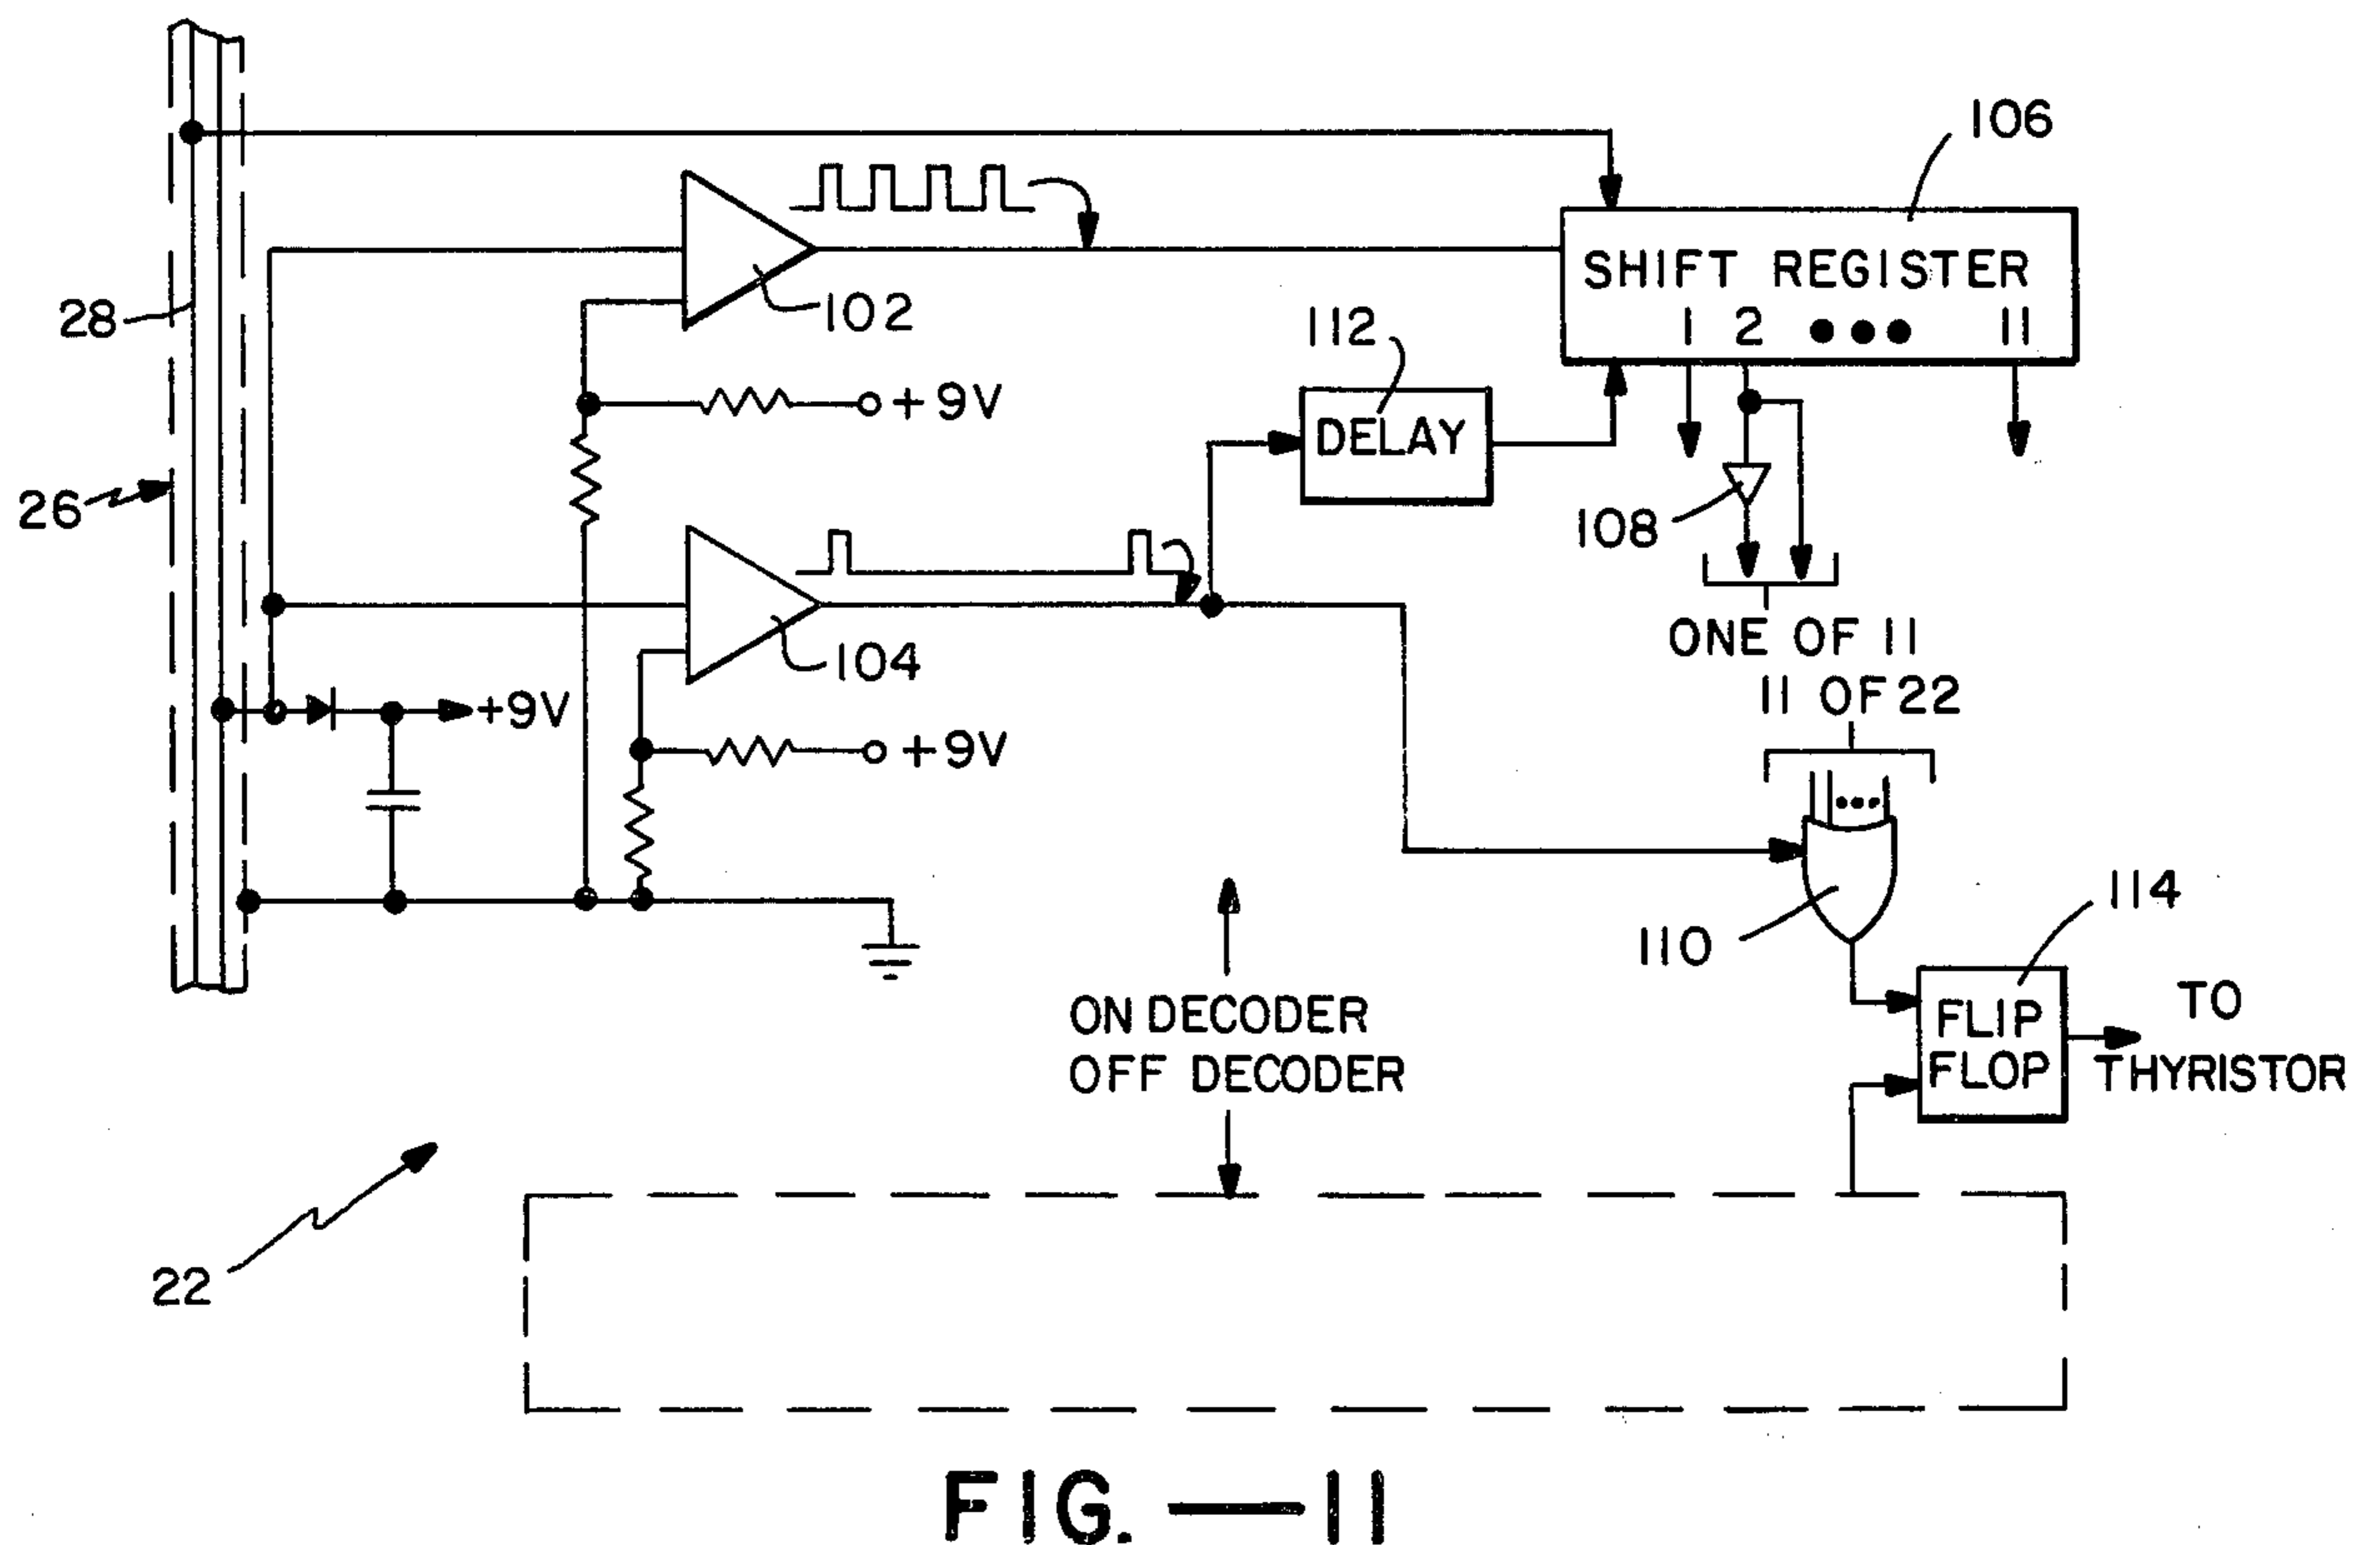 106
SHIFT REGISTER
1 2 ••• 11
28
102
112
+9V
DELAY
26
108
104
ONE OF 11
11 OF 22
+9V
+9V
•••
114
110
ON DECODER
OFF DECODER
FLIP
FLOP
TO
THYRISTOR
22
FIG.—11